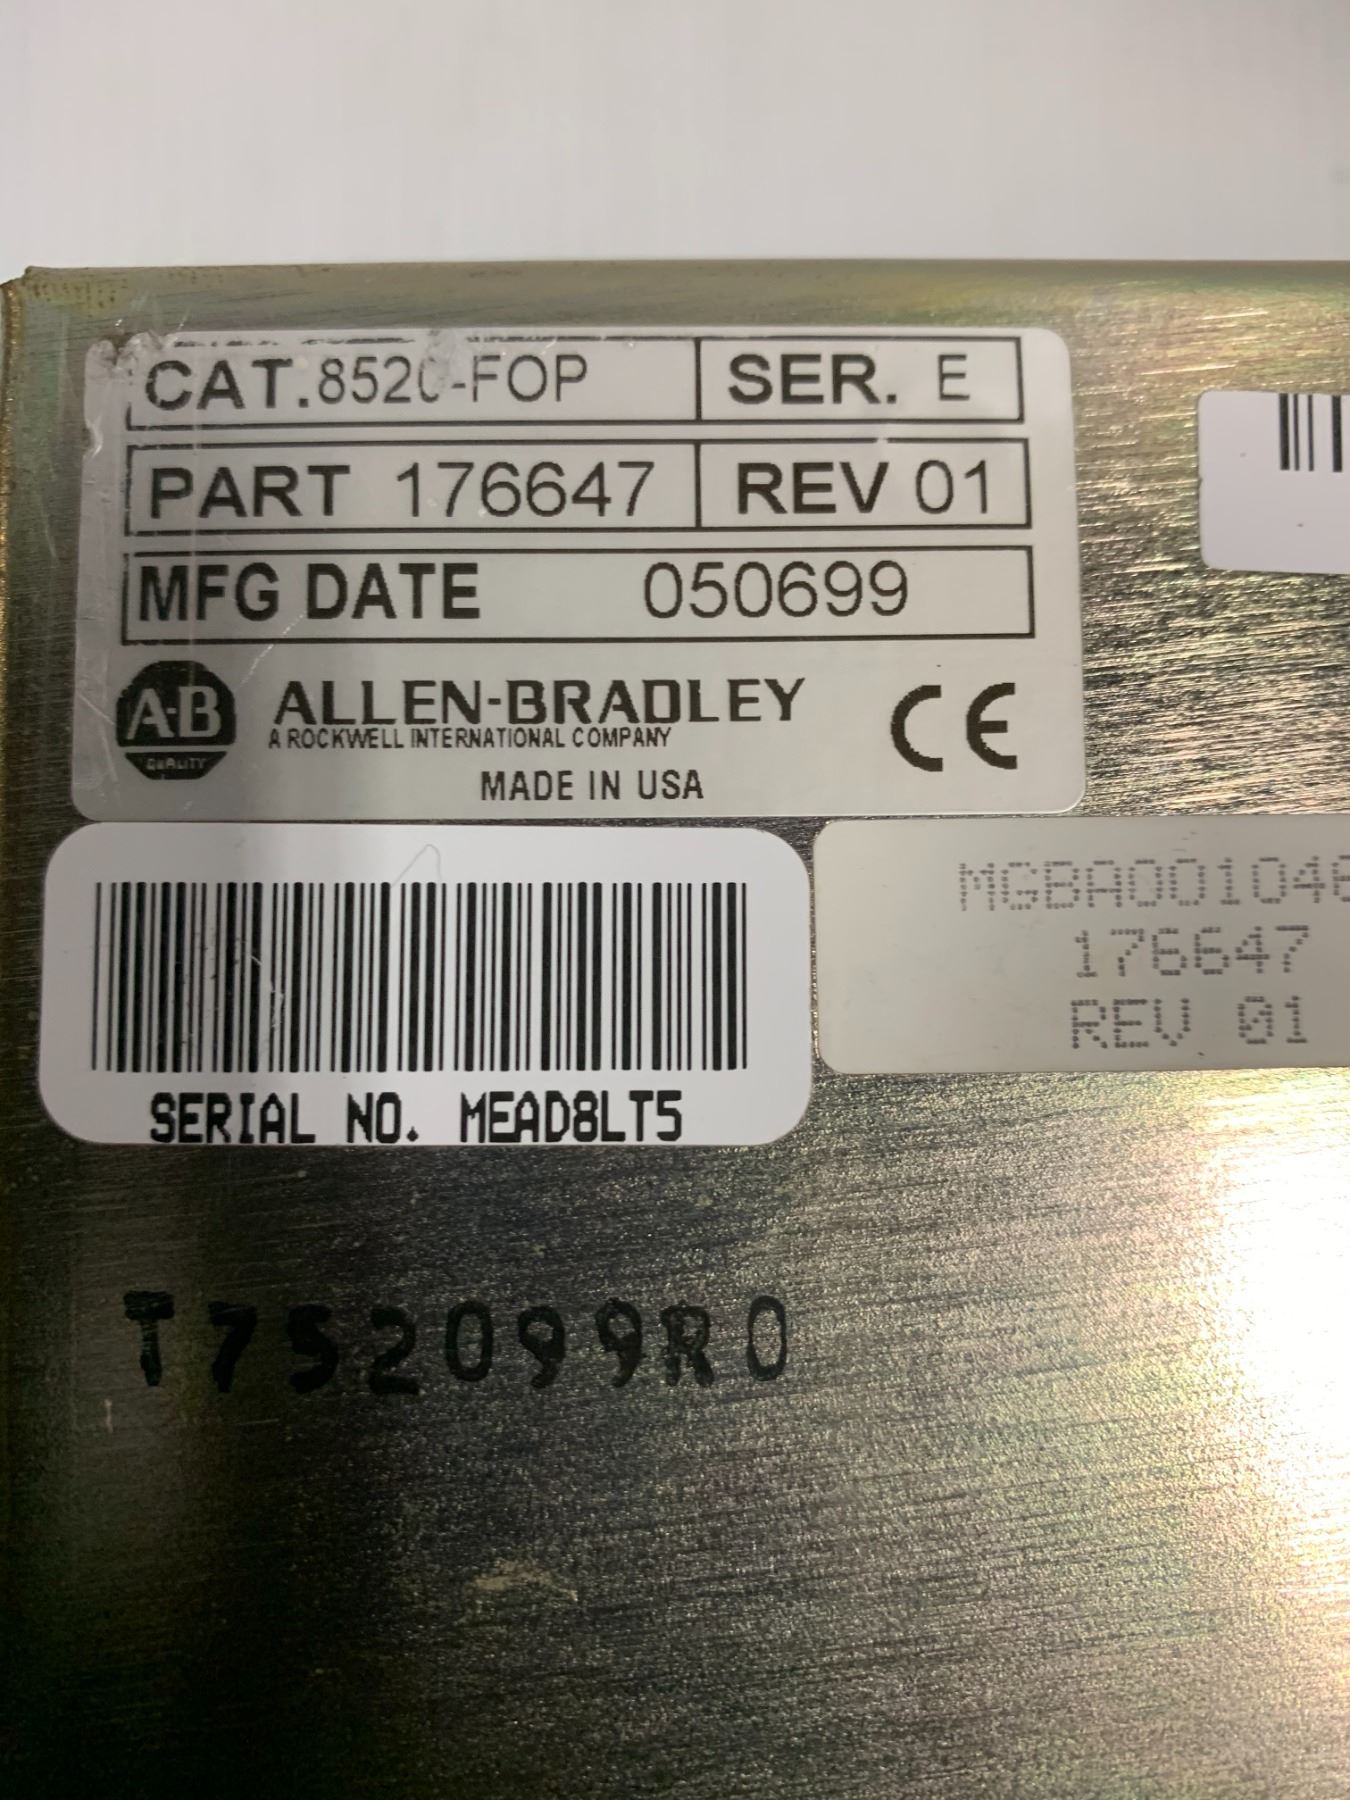 CAT. 8520-FOP SER. E
PART 176647 REV 01
MFG DATE 050699
A-B
QUALITY
ALLEN-BRADLEY
A ROCKWELL INTERNATIONAL COMPANY
MADE IN USA
CE
SERIAL NO. MEAD8LT5
176647
REV 01
T752099R0